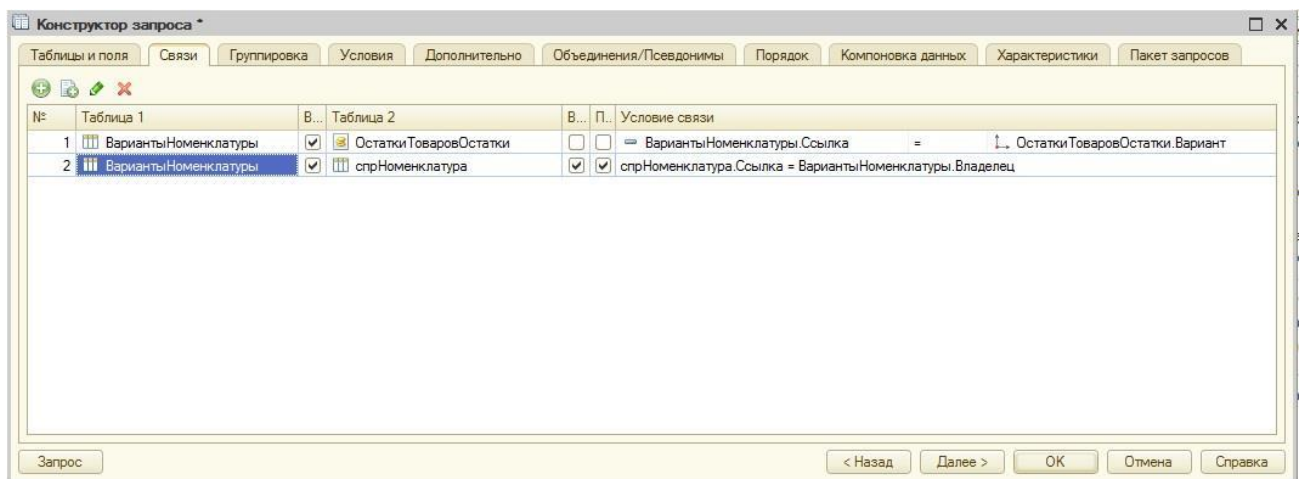 Конструктор запроса *
Таблицы и поля Связи Группировка Условия Дополнительно Объединения/Псевдонимы Порядок Компоновка данных Характеристики Пакет запросов
№ Таблица 1 В... Таблица 2 В... П.. Условие связи
1 ВариантыНоменклатуры ОстаткиТоваровОстатки ВариантыНоменклатуры.Ссылка = ОстаткиТоваровОстатки.Вариант
2 ВариантыНоменклатуры спрНоменклатура спрНоменклатура.Ссылка = ВариантыНоменклатуры.Владелец
Запрос < Назад Далее > ОК Отмена Справка